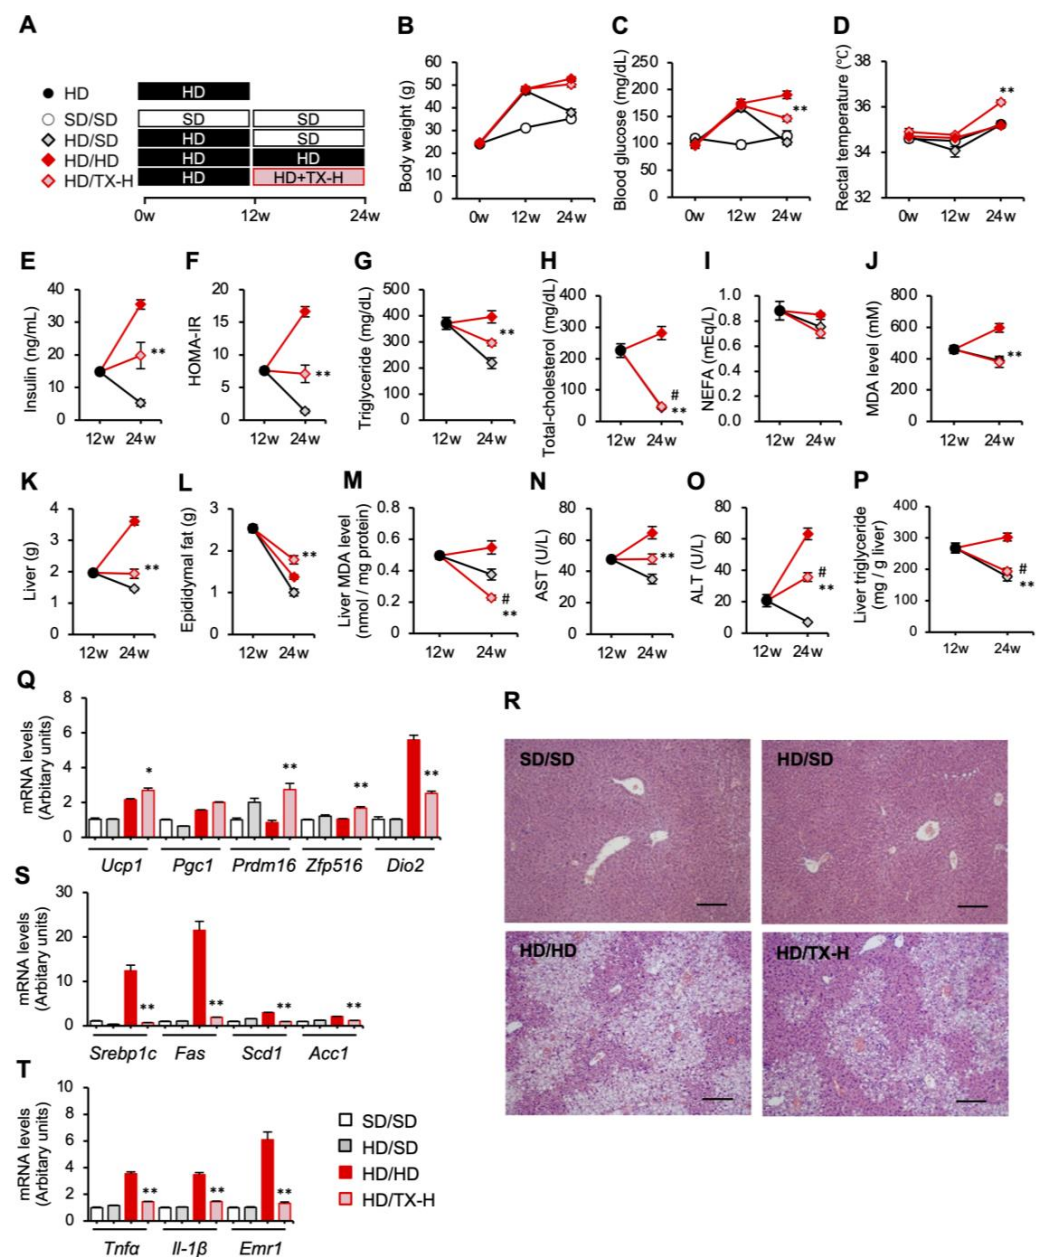 A
HD
HD
SD/SD
SD
SD
HD/SD
HD
SD
HD/HD
HD
HD
HD/TX-H
HD
HD+TX-H
0w
12w
24w
B
Body weight (g)
60
50
40
30
20
10
0
0w
12w
24w
C
Blood glucose (mg/dL)
250
200
150
100
50
0
**
0w
12w
24w
D
Rectal temperature (℃)
38
36
34
32
**
0w
12w
24w
E
Insulin (ng/mL)
40
30
20
10
0
**
12w
24w
F
HOMA-IR
20
15
10
5
0
**
12w
24w
G
Triglyceride (mg/dL)
500
400
300
200
100
0
**
12w
24w
H
Total-cholesterol (mg/dL)
400
300
200
100
0
#
**
12w
24w
I
NEFA (mEq/L)
1.0
0.8
0.6
0.4
0.2
0.0
12w
24w
J
MDA level (mM)
800
600
400
200
0
**
12w
24w
K
Liver (g)
4
3
2
1
0
**
12w
24w
L
Epididymal fat (g)
3
2
1
0
**
12w
24w
M
Liver MDA level
(nmol / mg protein)
0.8
0.6
0.4
0.2
0
#
**
12w
24w
N
AST (U/L)
80
60
40
20
0
**
12w
24w
O
ALT (U/L)
80
60
40
20
0
#
**
12w
24w
P
Liver triglyceride
(mg / g liver)
400
300
200
100
0
#
**
12w
24w
Q
mRNA levels
(Arbitary units)
8
6
4
2
0
*
**
**
**
Ucp1
Pgc1
Prdm16
Zfp516
Dio2
R
SD/SD
HD/SD
HD/HD
HD/TX-H
S
mRNA levels
(Arbitary units)
30
20
10
0
**
**
**
**
Srebp1c
Fas
Scd1
Acc1
T
mRNA levels
(Arbitary units)
10
8
6
4
2
0
**
**
**
Tnfα
Il-1β
Emr1
SD/SD
HD/SD
HD/HD
HD/TX-H